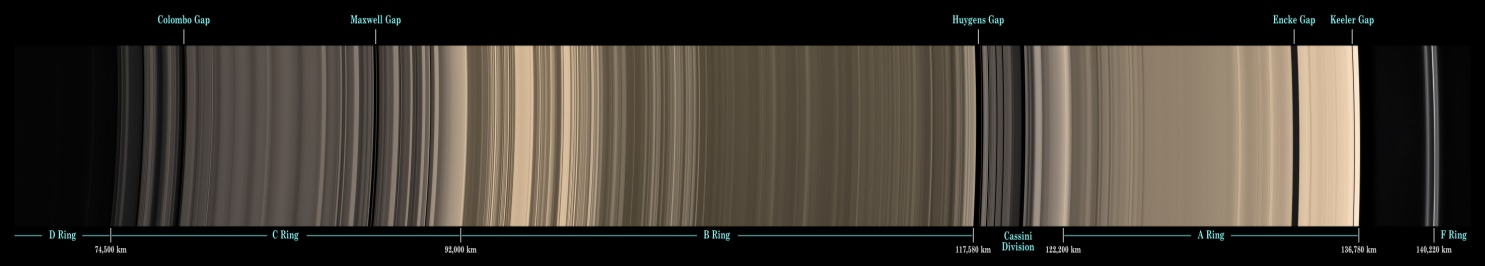 Colombo Gap
Maxwell Gap
Huygens Gap
Encke Gap
Keeler Gap
D Ring
C Ring
B Ring
Cassini
Division
A Ring
F Ring
74,500 km
92,000 km
117,580 km
122,200 km
136,780 km
140,220 km